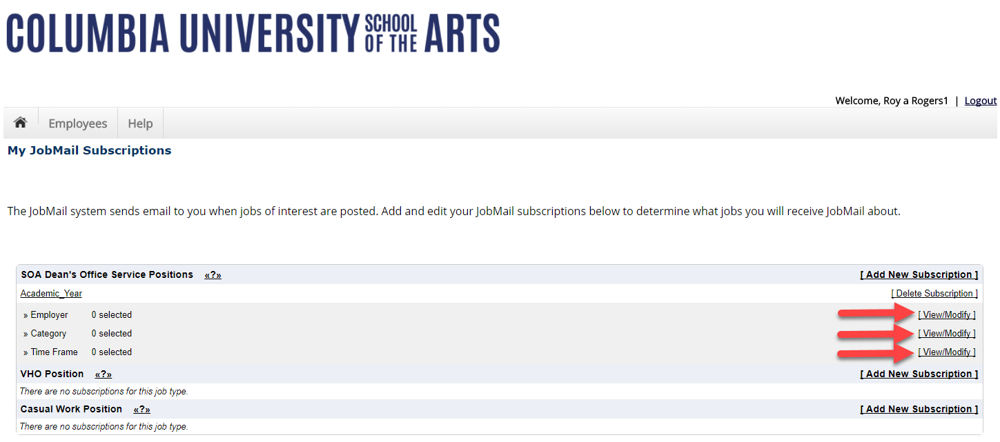 COLUMBIA UNIVERSITY SCHOOL OF THE ARTS
Welcome, Roy a Rogers1 | Logout
Employees Help
My JobMail Subscriptions
The JobMail system sends email to you when jobs of interest are posted. Add and edit your JobMail subscriptions below to determine what jobs you will receive JobMail about.
SOA Dean's Office Service Positions «?» [ Add New Subscription ]
Academic_Year [ Delete Subscription ]
» Employer 0 selected [ View/Modify ]
» Category 0 selected [ View/Modify ]
» Time Frame 0 selected [ View/Modify ]
VHO Position «?» [ Add New Subscription ]
There are no subscriptions for this job type.
Casual Work Position «?» [ Add New Subscription ]
There are no subscriptions for this job type.